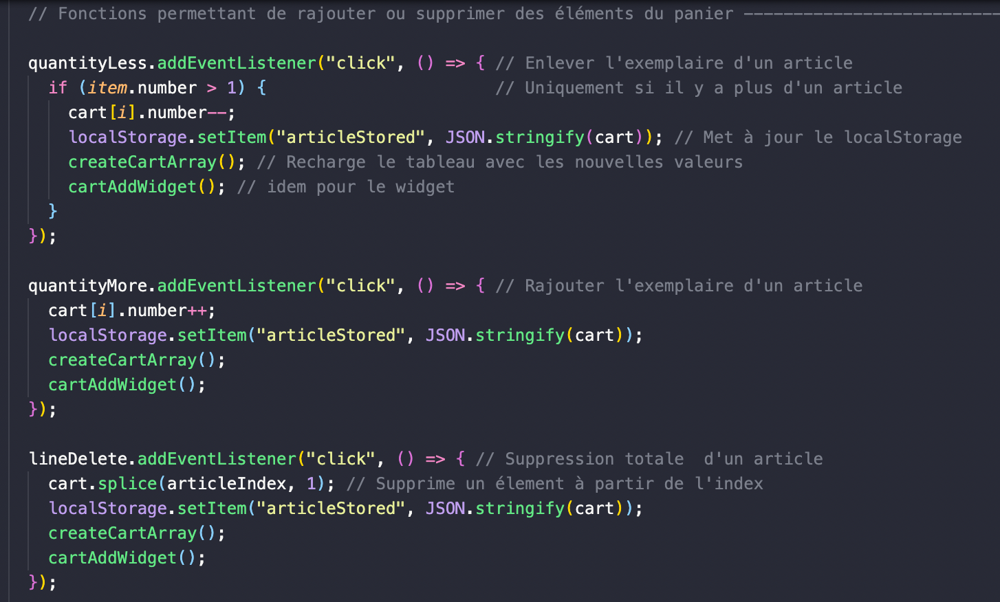 // Fonctions permettant de rajouter ou supprimer des éléments du panier --------------------------
quantityLess.addEventListener("click", () => { // Enlever l'exemplaire d'un article
if (item.number > 1) { // Uniquement si il y a plus d'un article
cart[i].number--;
localStorage.setItem("articleStored", JSON.stringify(cart)); // Met à jour le localStorage
createCartArray(); // Recharge le tableau avec les nouvelles valeurs
cartAddWidget(); // idem pour le widget
}
});
quantityMore.addEventListener("click", () => { // Rajouter l'exemplaire d'un article
cart[i].number++;
localStorage.setItem("articleStored", JSON.stringify(cart));
createCartArray();
cartAddWidget();
});
lineDelete.addEventListener("click", () => { // Suppression totale  d'un article
cart.splice(articleIndex, 1); // Supprime un élement à partir de l'index
localStorage.setItem("articleStored", JSON.stringify(cart));
createCartArray();
cartAddWidget();
});